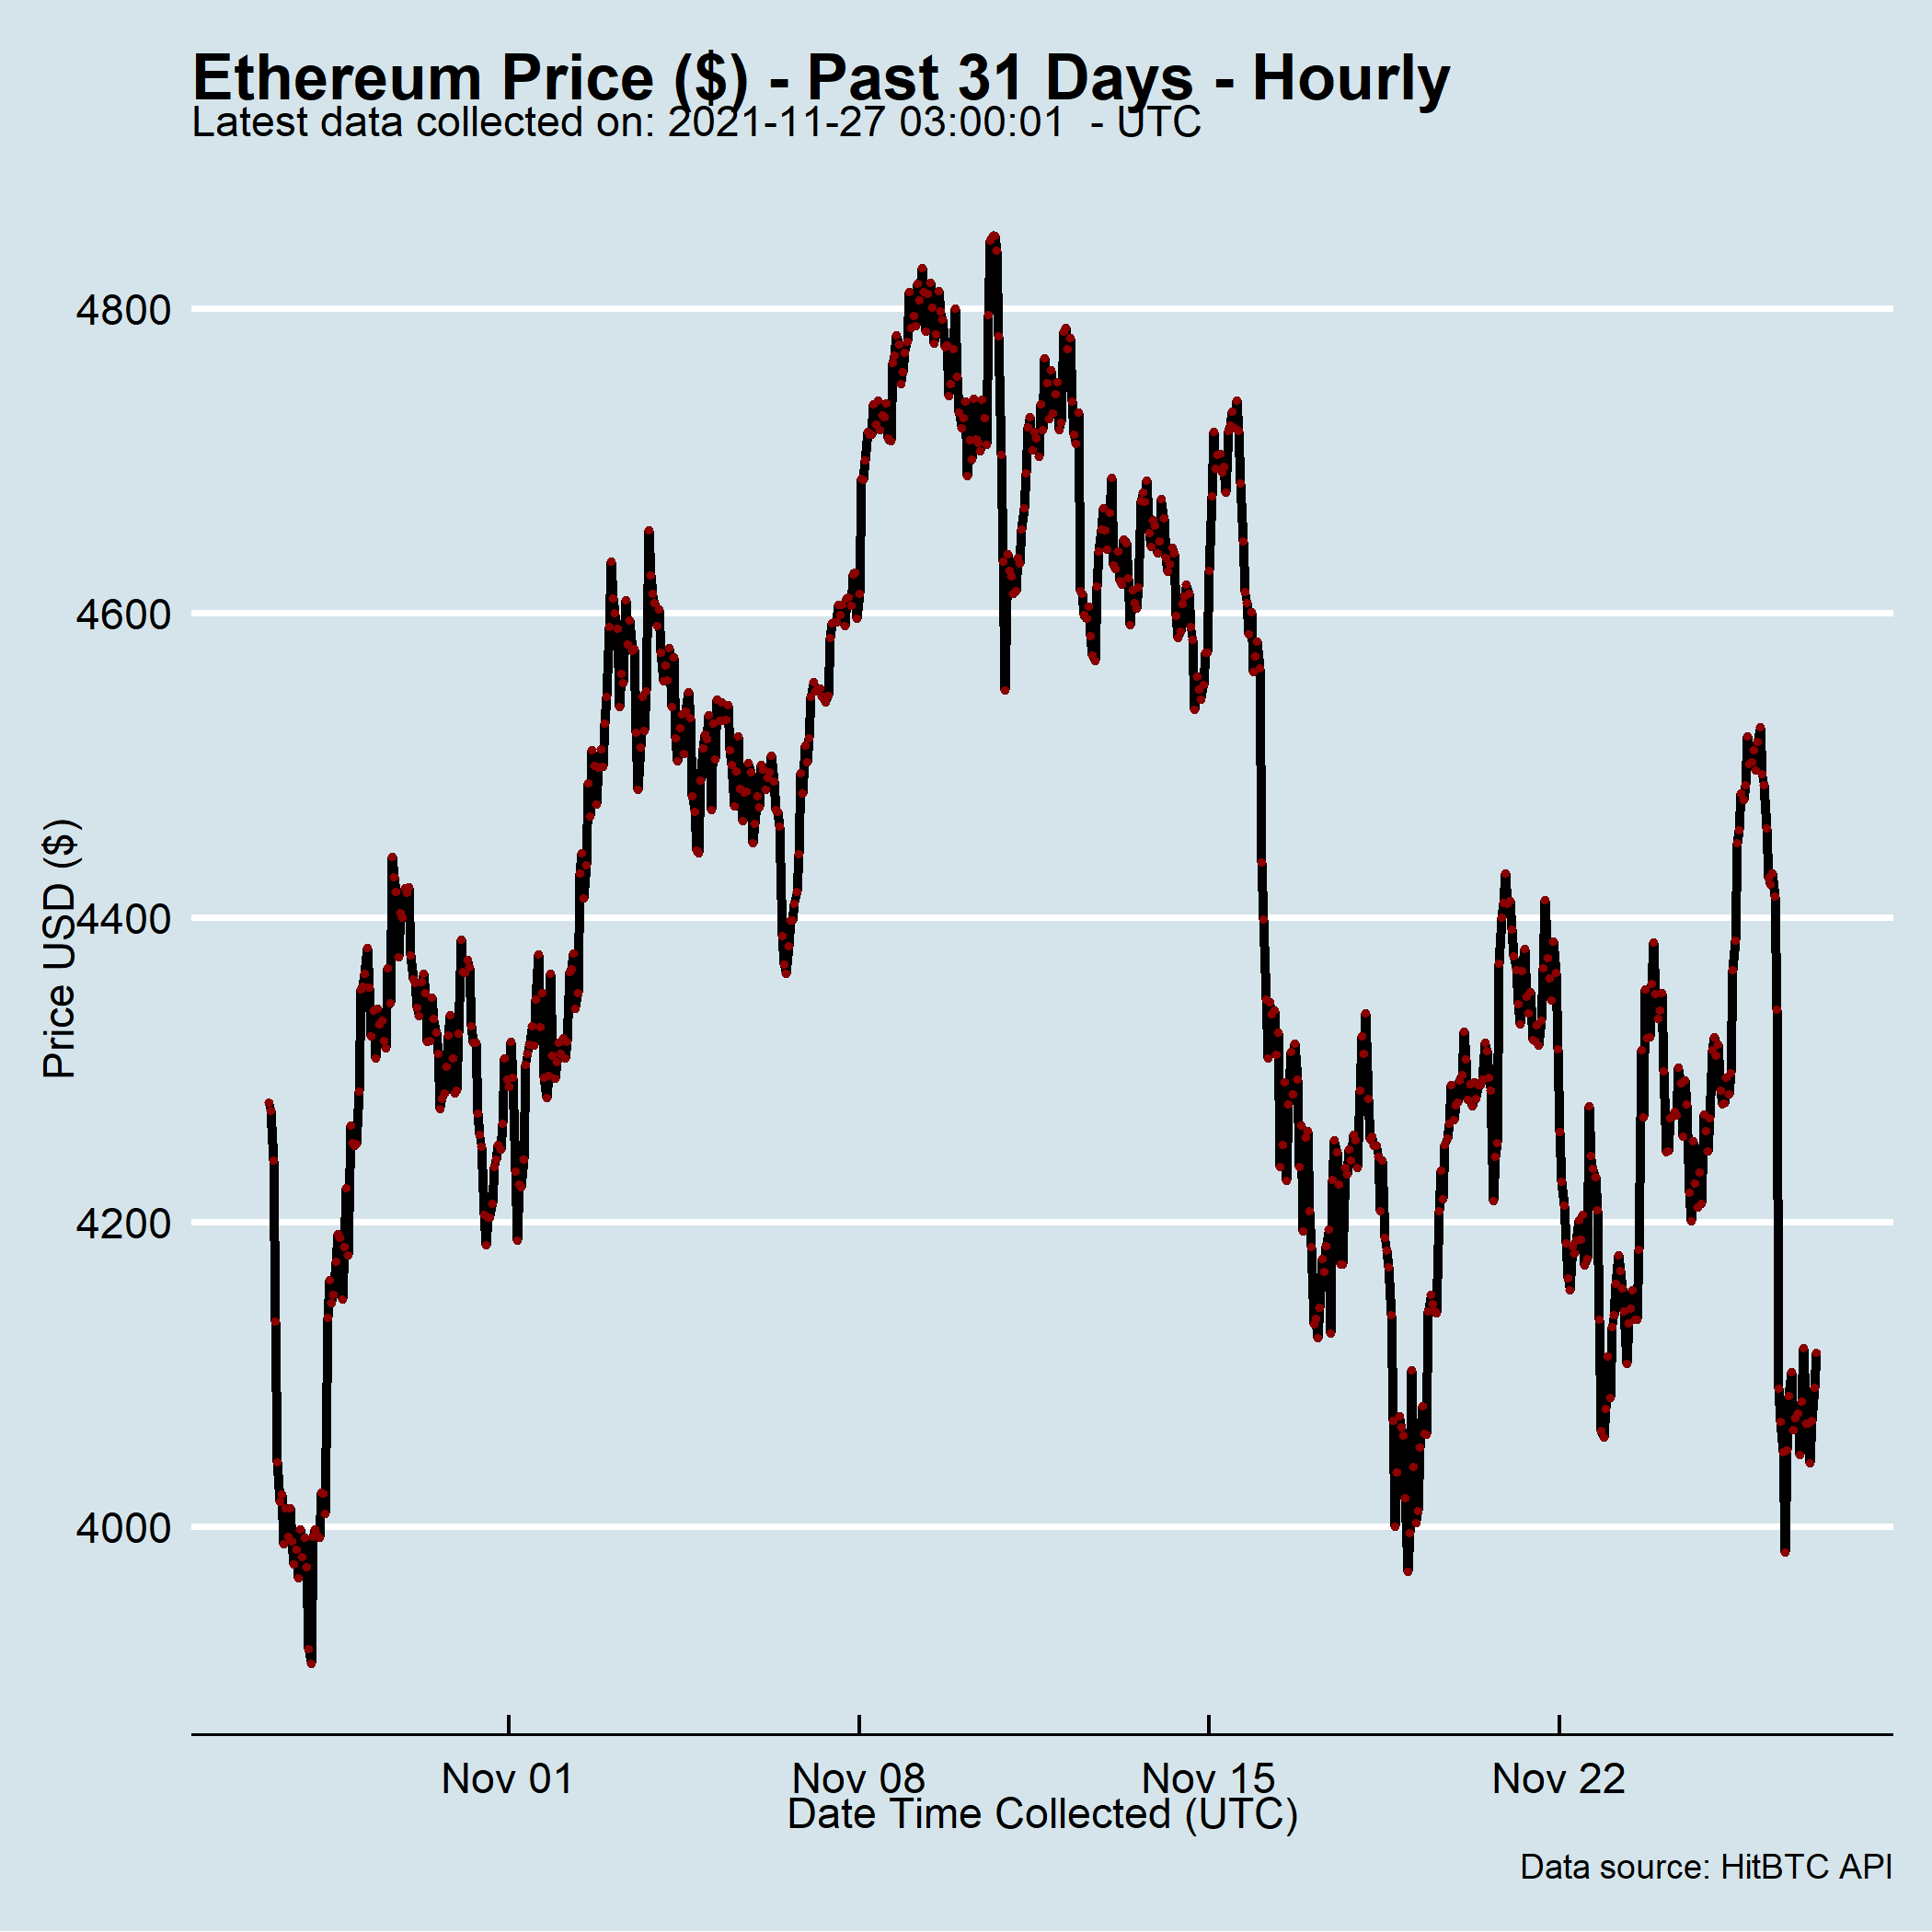 Ethereum Price ($) - Past 31 Days - Hourly
Latest data collected on: 2021-11-27 03:00:01  - UTC
4800
4600
4400
4200
4000
Price USD ($)
Nov 01 Nov 08 Nov 15 Nov 22
Date Time Collected (UTC)
Data source: HitBTC API